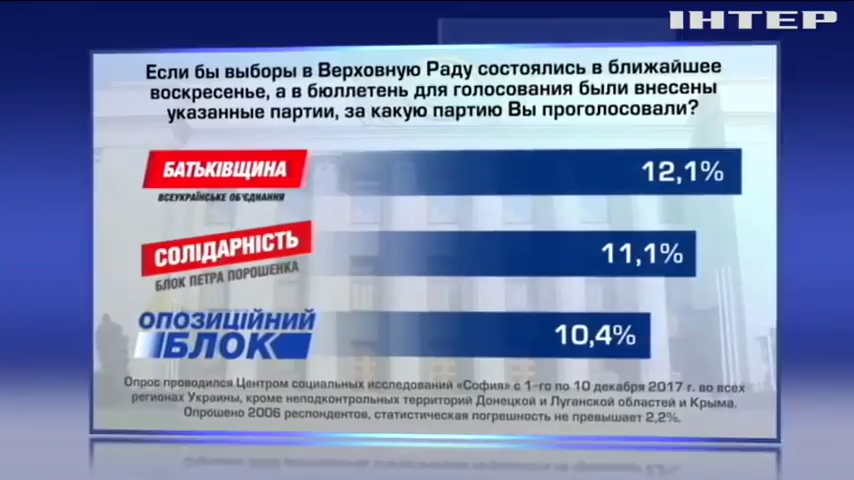 ІНТЕР
Если бы выборы в Верховную Раду состоялись в ближайшее
воскресенье, а в бюллетень для голосования были внесены
указанные партии, за какую партию Вы проголосовали?
БАТЬКІВЩИНА
ВСЕУКРАЇНСЬКЕ ОБ'ЄДНАННЯ
12,1%
СОЛІДАРНІСТЬ
БЛОК ПЕТРА ПОРОШЕНКА
11,1%
ОПОЗИЦІЙНИЙ
БЛОК
10,4%
Опрос проводился Центром социальных исследований «София» с 1-го по 10 декабря 2017 г. во всех
регионах Украины, кроме неподконтрольных территорий Донецкой и Луганской областей и Крыма.
Опрошено 2006 респондентов, статистическая погрешность не превышает 2,2%.